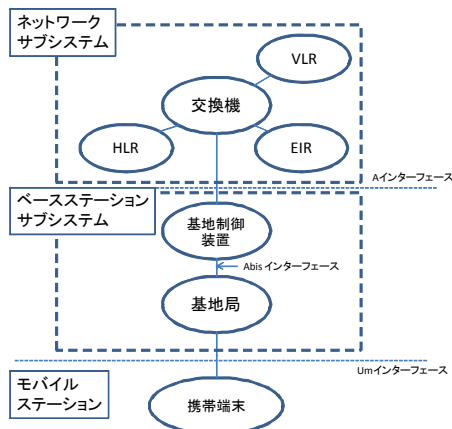 ネットワーク
サブシステム
VLR
交換機
HLR
EIR
Aインターフェース
ベースステーション
サブシステム
基地制御
装置
Abis インターフェース
基地局
Umインターフェース
モバイル
ステーション
携帯端末